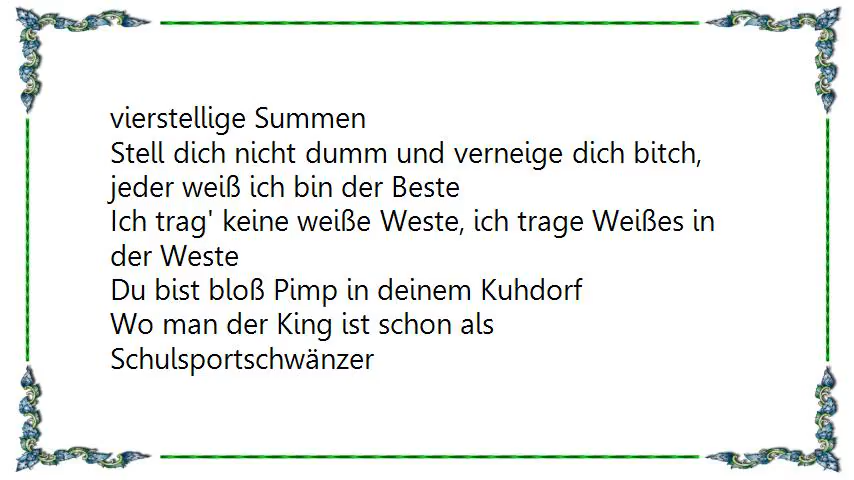 vierstellige Summen
Stell dich nicht dumm und verneige dich bitch,
jeder weiß ich bin der Beste
Ich trag' keine weiße Weste, ich trage Weißes in
der Weste
Du bist bloß Pimp in deinem Kuhdorf
Wo man der King ist schon als
Schulsportschwänzer